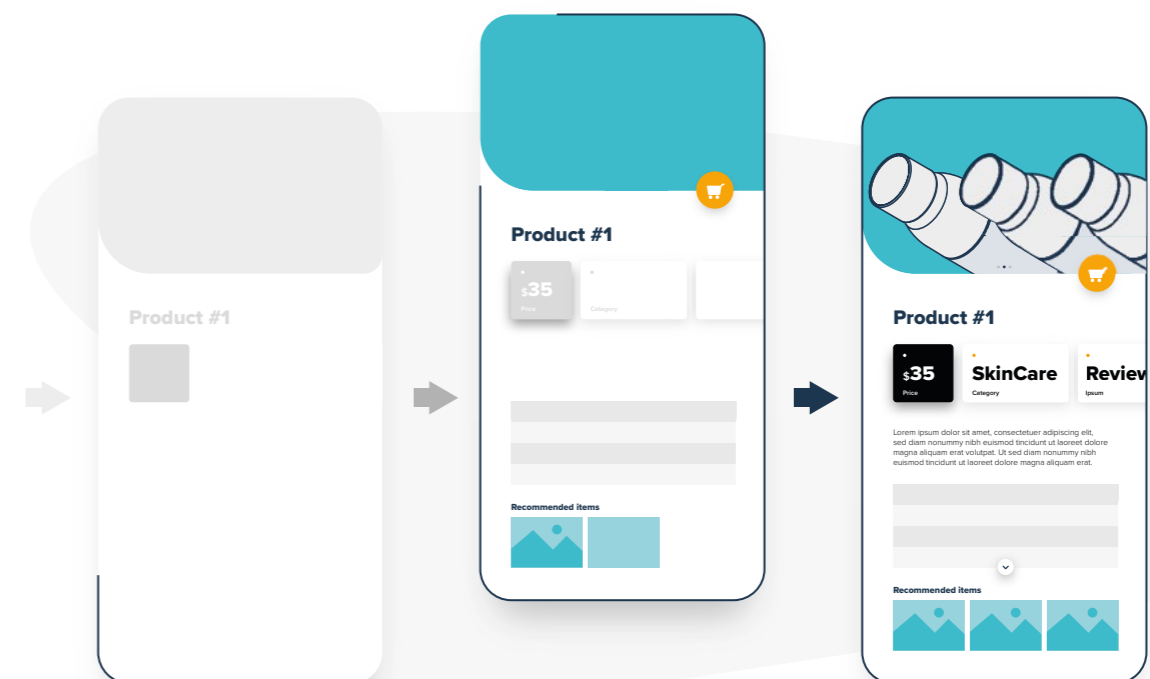 Product #1
Product #1
$35
Price
Category
Recommended items
Product #1
$35
Price
SkinCare
Category
Review
Ipsum
Lorem ipsum dolor sit amet, consectetuer adipiscing elit,
sed diam nonummy nibh euismod tincidunt ut laoreet dolore
magna aliquam erat volutpat. Ut sed diam nonummy nibh
euismod tincidunt ut laoreet dolore magna aliquam erat.
Recommended items